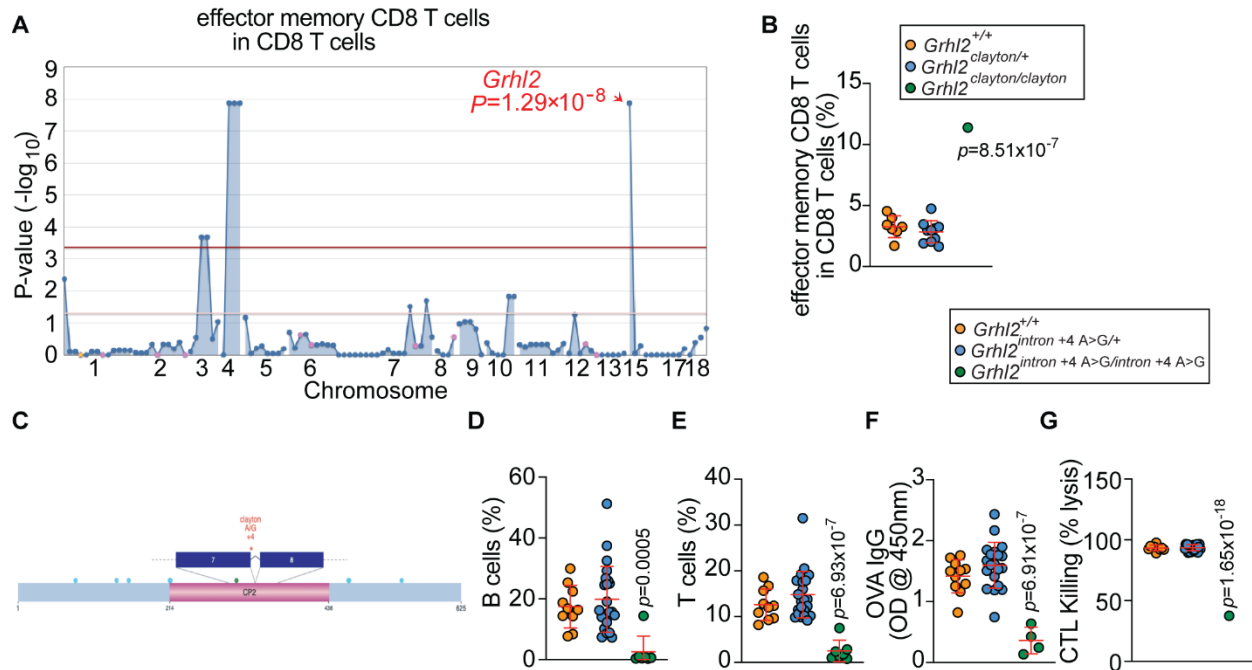 A
effector memory CD8 T cells
in CD8 T cells
P-value (-log10)
9
8
7
6
5
4
3
2
1
0
Grhl2
P=1.29×10-8
1 2 3 4 5 6 7 8 9 10 11 12 13 15 17 18
Chromosome
B
Grhl2+/+
Grhl2clayton/+
Grhl2clayton/clayton
effector memory CD8 T cells
in CD8 T cells (%)
15
10
5
0
p=8.51x10-7
Grhl2+/+
Grhl2intron +4 A>G/+
Grhl2intron +4 A>G/intron +4 A>G
C
clayton
A/G
+4
*
7 8
CP2
1 214 438 625
D
B cells (%)
60
40
20
0
p=0.0005
E
T cells (%)
40
30
20
10
0
p=6.93x10-7
F
OVA IgG
(OD @ 450nm)
3
2
1
0
p=6.91x10-7
G
CTL Killing (% lysis)
150
100
50
0
p=1.65x10-18